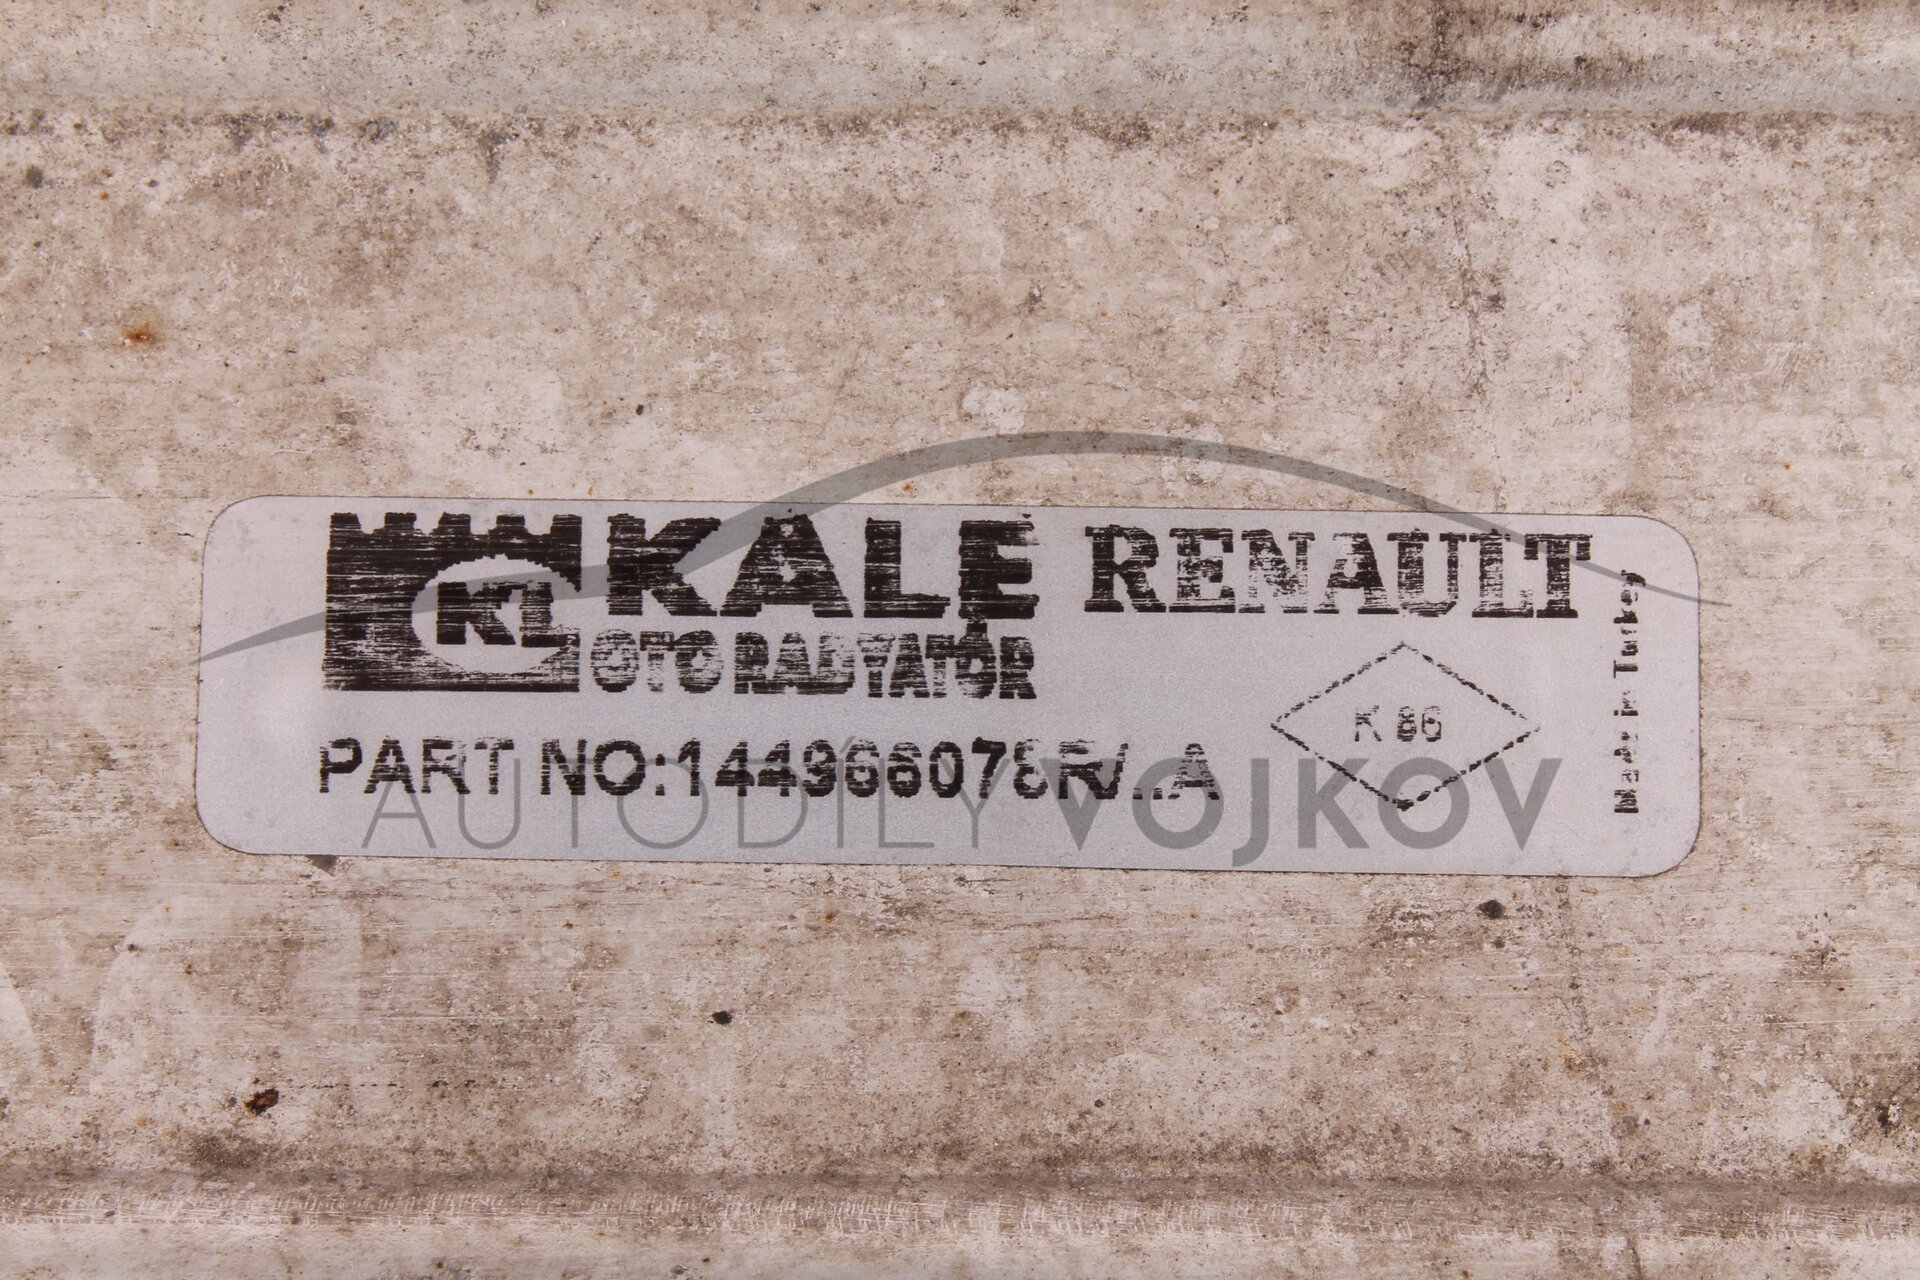 KL KALE RENAULT
OTO RADYATÖR
PART NO:144966078R/..A
K 86
Made in Turkey
AUTODÍLY VOJKOV